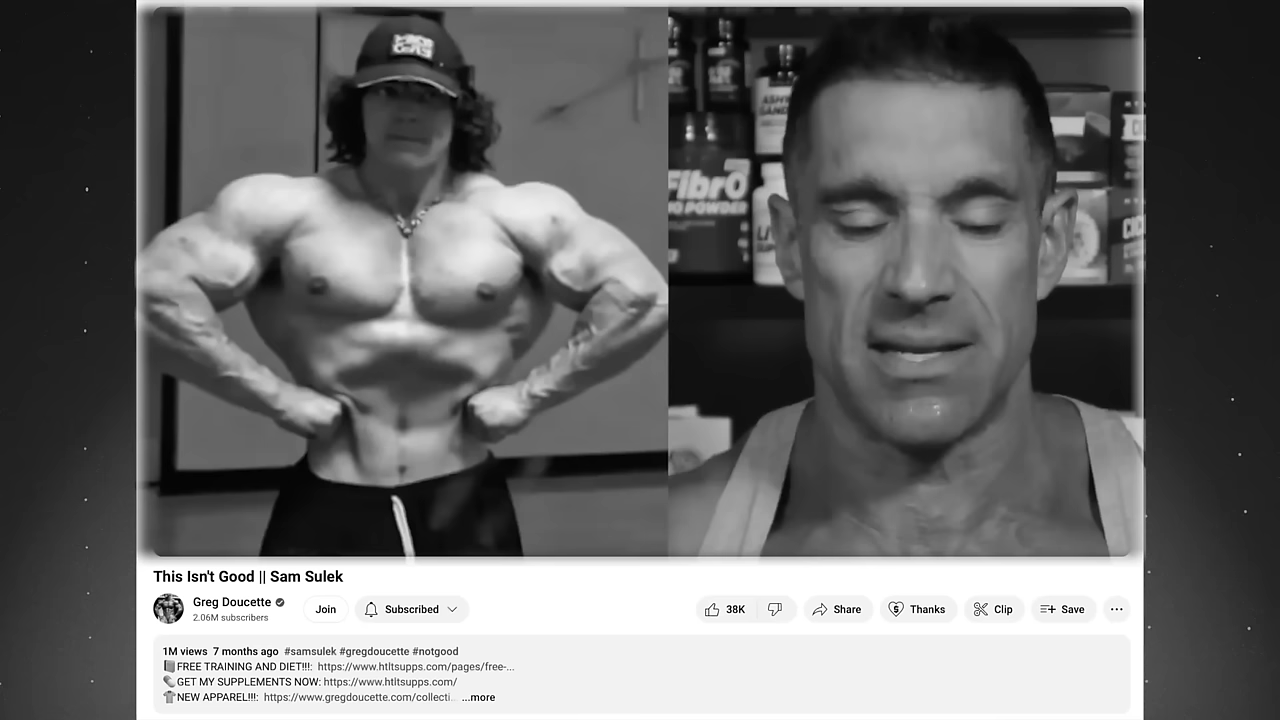 Fibr0
LI
This Isn't Good || Sam Sulek
Greg Doucette
2.06M subscribers
Join
Subscribed
38K
Share
Thanks
Clip
Save
1M views 7 months ago #samsulek #gregdoucette #notgood
FREE TRAINING AND DIET!!!: https://www.htltsupps.com/pages/free-...
GET MY SUPPLEMENTS NOW: https://www.htltsupps.com/
NEW APPAREL!!!: https://www.gregdoucette.com/collecti... ...more